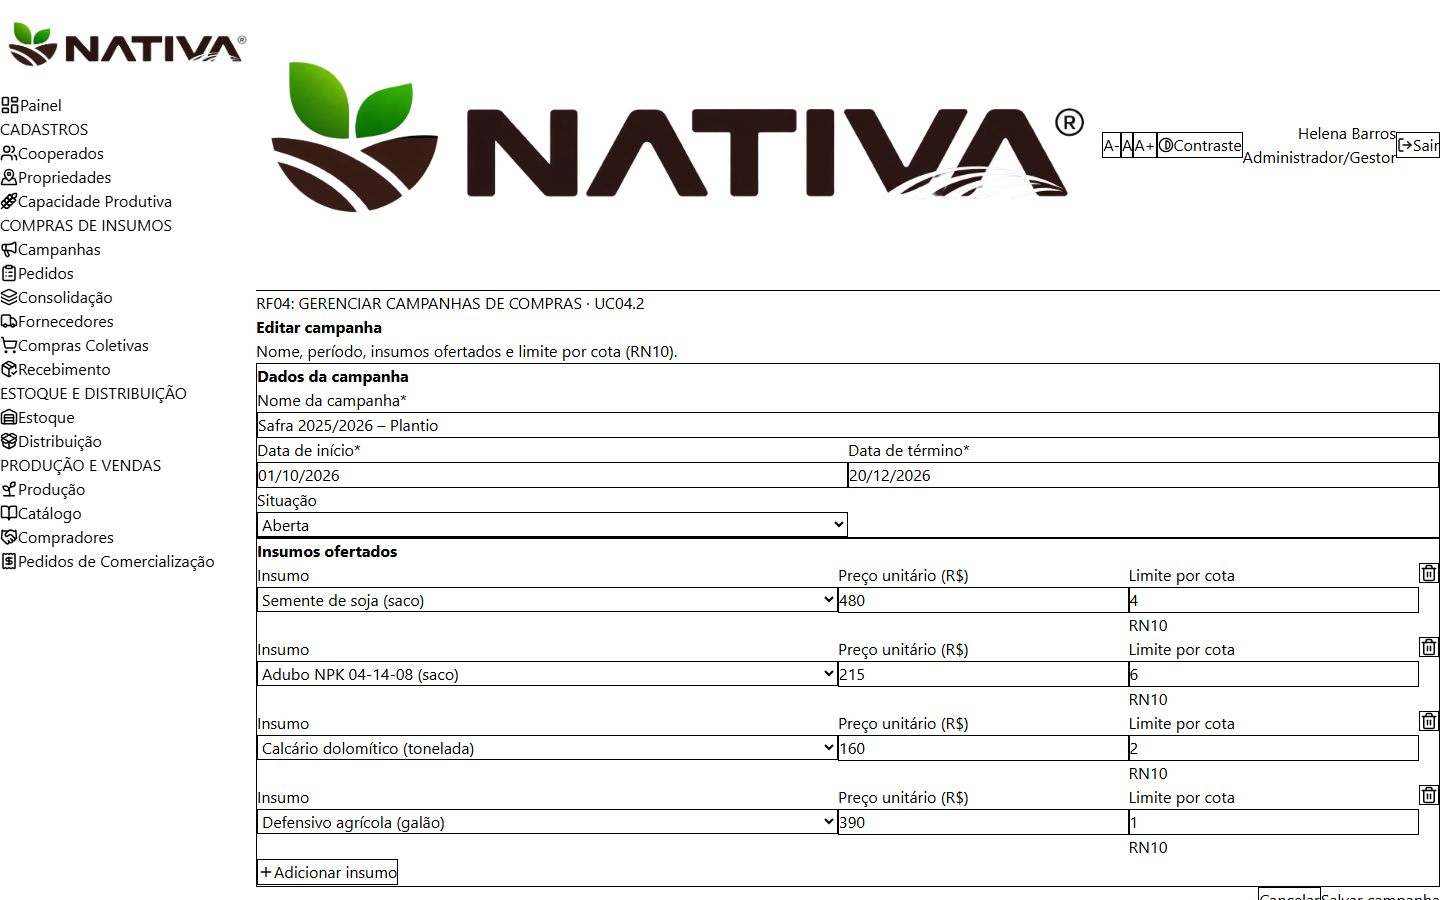 NATIVA®
NATIVA®
A- A A+ Contraste
Helena Barros
Administrador/Gestor
Sair
Painel
CADASTROS
Cooperados
Propriedades
Capacidade Produtiva
COMPRAS DE INSUMOS
Campanhas
Pedidos
Consolidação
Fornecedores
Compras Coletivas
Recebimento
ESTOQUE E DISTRIBUIÇÃO
Estoque
Distribuição
PRODUÇÃO E VENDAS
Produção
Catálogo
Compradores
Pedidos de Comercialização
RF04: GERENCIAR CAMPANHAS DE COMPRAS · UC04.2
Editar campanha
Nome, período, insumos ofertados e limite por cota (RN10).
Dados da campanha
Nome da campanha*
Safra 2025/2026 – Plantio
Data de início* Data de término*
01/10/2026 20/12/2026
Situação
Aberta
Insumos ofertados
Insumo Preço unitário (R$) Limite por cota
Semente de soja (saco) 480 4
RN10
Insumo Preço unitário (R$) Limite por cota
Adubo NPK 04-14-08 (saco) 215 6
RN10
Insumo Preço unitário (R$) Limite por cota
Calcário dolomítico (tonelada) 160 2
RN10
Insumo Preço unitário (R$) Limite por cota
Defensivo agrícola (galão) 390 1
RN10
Adicionar insumo
Cancelar Salvar campanha